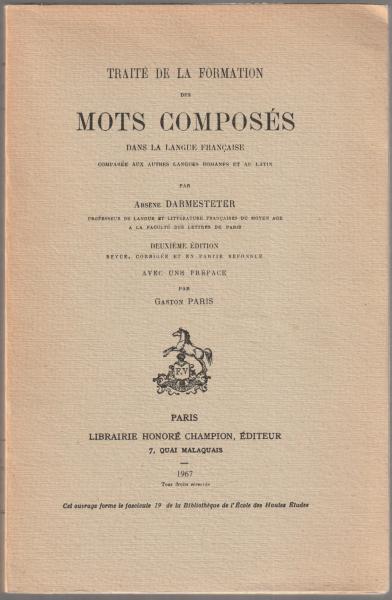 TRAITÉ DE LA FORMATION
DES
MOTS COMPOSÉS
DANS LA LANGUE FRANÇAISE
COMPARÉE AUX AUTRES LANGUES ROMANES ET AU LATIN
PAR
ARSÈNE DARMESTETER
PROFESSEUR DE LANGUE ET LITTÉRATURE FRANÇAISES DU MOYEN AGE
A LA FACULTÉ DES LETTRES DE PARIS
DEUXIÈME ÉDITION
REVUE, CORRIGÉE ET EN PARTIE REFONDUE
AVEC UNE PRÉFACE
PAR
GASTON PARIS
F.V
PARIS
LIBRAIRIE HONORÉ CHAMPION, ÉDITEUR
7, QUAI MALAQUAIS
1967
Tous droits réservés
Cet ouvrage forme le fascicule 19 de la Bibliothèque de l'École des Hautes Études